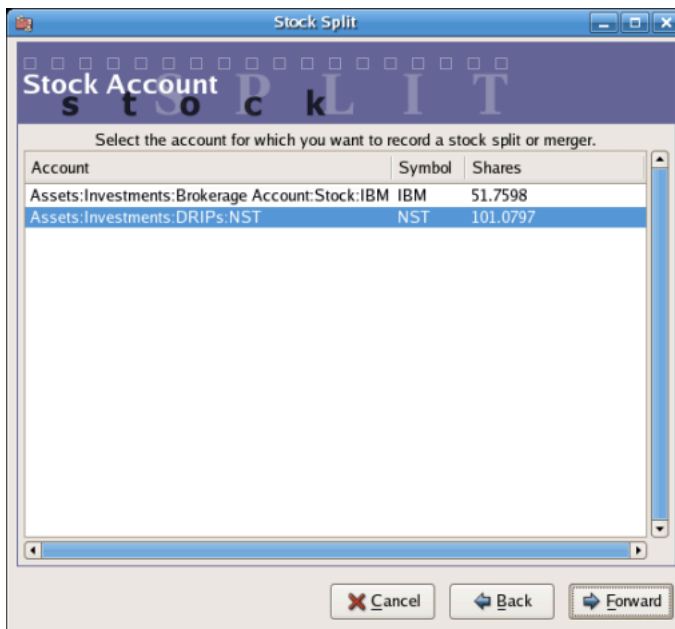 Stock Split
Stock Account
S P L I T
s t o c k
Select the account for which you want to record a stock split or merger.
Account Symbol Shares
Assets:Investments:Brokerage Account:Stock:IBM IBM 51.7598
Assets:Investments:DRIPs:NST NST 101.0797
Cancel Back Forward